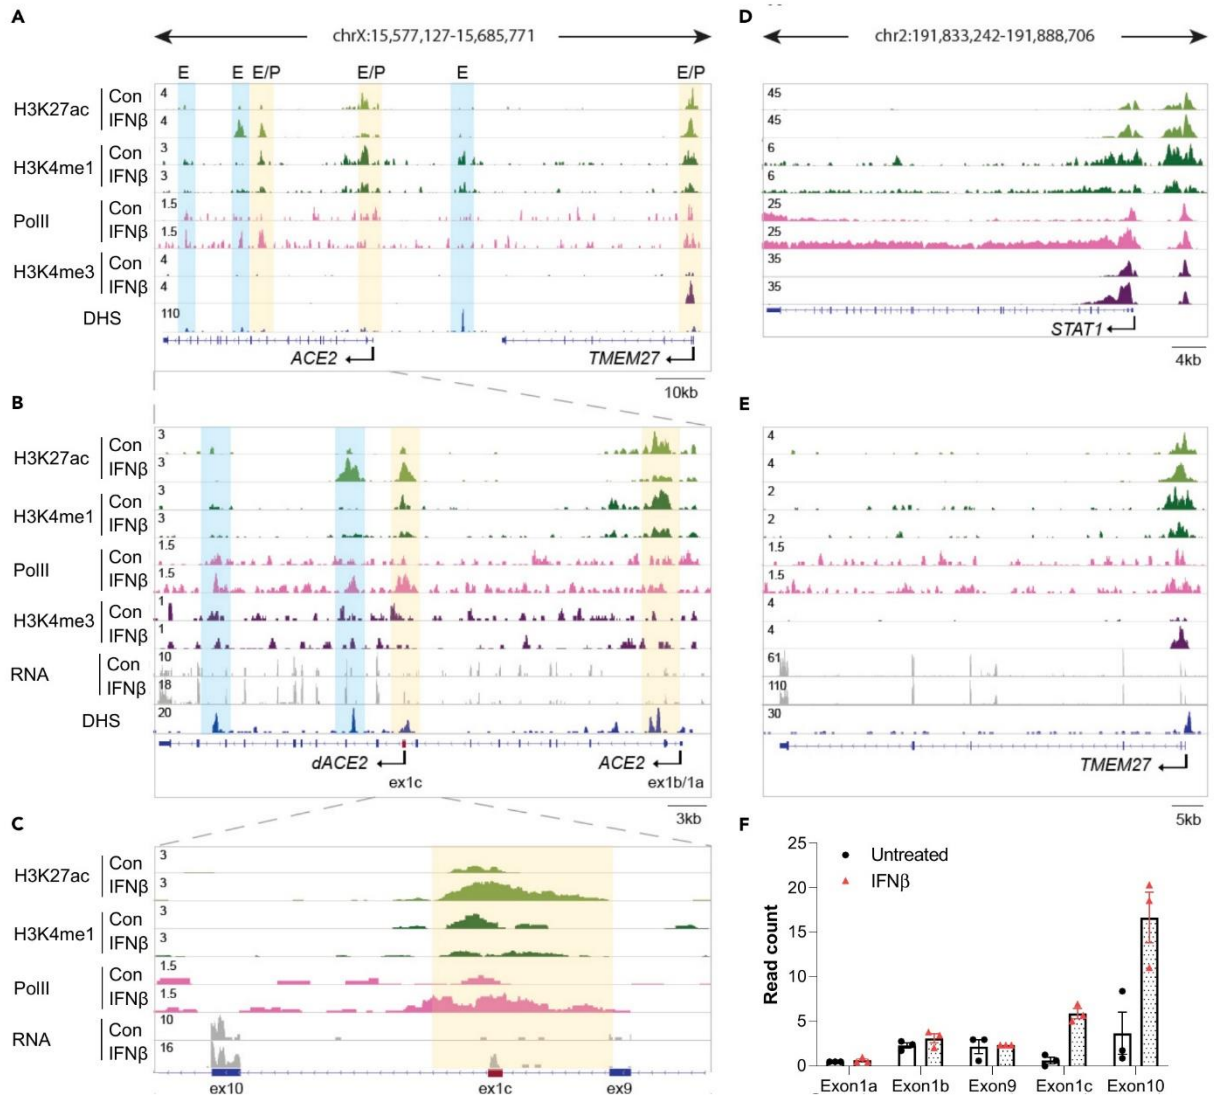 A
chrX:15,577,127-15,685,771
E E E/P E/P E E/P
H3K27ac
Con 4
IFNβ 4
H3K4me1
Con 3
IFNβ 3
PolII
Con 1.5
IFNβ 1.5
H3K4me3
Con 4
IFNβ 4
DHS 110
ACE2 TMEM27
10kb
B
H3K27ac
Con 3
IFNβ 3
H3K4me1
Con 3
IFNβ 3
PolII
Con 1.5
IFNβ 1.5
H3K4me3
Con 1
IFNβ 1
RNA
Con 10
IFNβ 18
DHS 20
dACE2 ACE2
ex1c ex1b/1a
3kb
C
H3K27ac
Con 3
IFNβ 3
H3K4me1
Con 3
IFNβ 3
PolII
Con 1.5
IFNβ 1.5
RNA
Con 10
IFNβ 16
ex10 ex1c ex9
D
chr2:191,833,242-191,888,706
45
45
6
6
25
25
35
35
STAT1
4kb
E
4
4
2
2
1.5
1.5
4
4
61
110
30
TMEM27
5kb
F
Untreated
IFNβ
Read count
25
20
15
10
5
0
Exon1a Exon1b Exon9 Exon1c Exon10